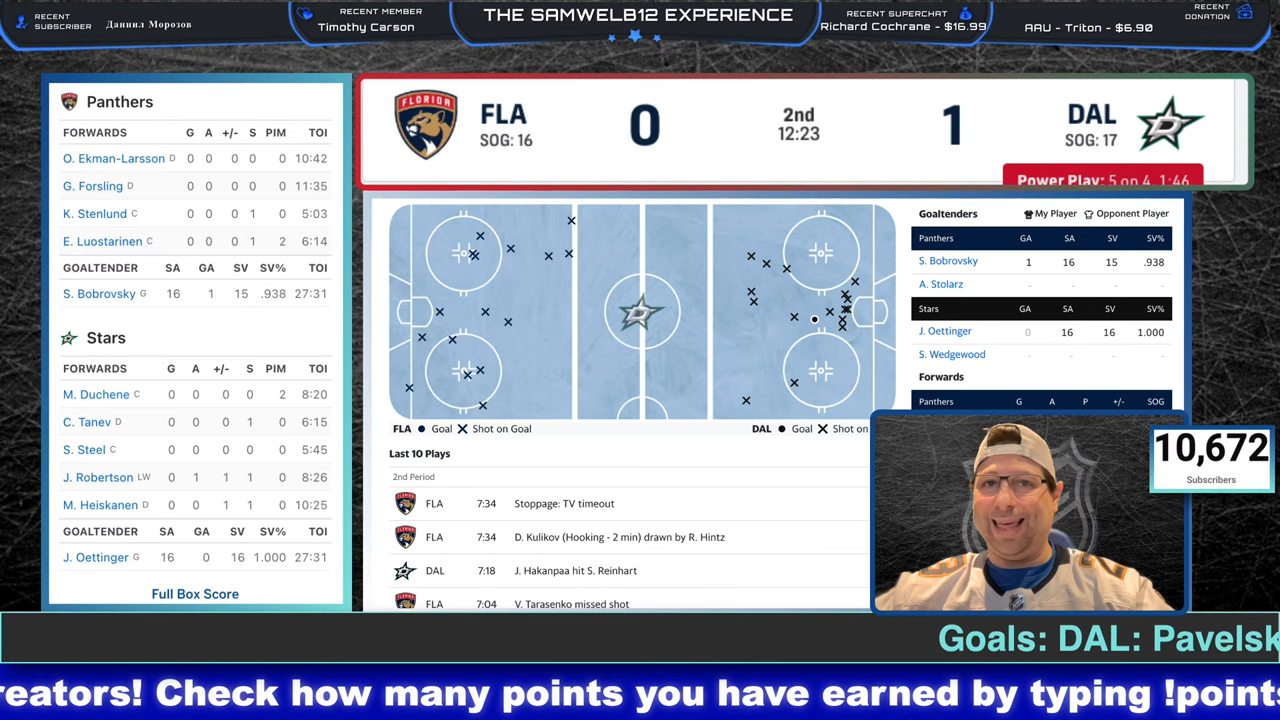 RECENT
SUBSCRIBER
Даниил Морозов
RECENT MEMBER
Timothy Carson
THE SAMWELB12 EXPERIENCE
RECENT SUPERCHAT
Richard Cochrane - $16.99
RECENT
DONATION
AAU - Triton - $6.90
Panthers
FORWARDS G A +/- S PIM TOI
O. Ekman-Larsson D 0 0 0 0 0 10:42
G. Forsling D 0 0 0 0 0 11:35
K. Stenlund C 0 0 0 1 0 5:03
E. Luostarinen C 0 0 0 1 2 6:14
GOALTENDER SA GA SV SV% TOI
S. Bobrovsky G 16 1 15 .938 27:31
Stars
FORWARDS G A +/- S PIM TOI
M. Duchene C 0 0 0 0 2 8:20
C. Tanev D 0 0 0 1 0 6:15
S. Steel C 0 0 0 0 0 5:45
J. Robertson LW 0 1 1 1 0 8:26
M. Heiskanen D 0 0 1 1 0 10:25
GOALTENDER SA GA SV SV% TOI
J. Oettinger G 16 0 16 1.000 27:31
Full Box Score
FLORIDA
FLA
SOG: 16
0
2nd
12:23
1
DAL
SOG: 17
D
Power Play: 5 on 4, 1:46
D
FLA Goal Shot on Goal
DAL Goal Shot on
Last 10 Plays
2nd Period
FLA 7:34 Stoppage: TV timeout
FLA 7:34 D. Kulikov (Hooking - 2 min) drawn by R. Hintz
DAL 7:18 J. Hakanpaa hit S. Reinhart
FLA 7:04 V. Tarasenko missed shot
Goaltenders My Player Opponent Player
Panthers GA SA SV SV%
S. Bobrovsky 1 16 15 .938
A. Stolarz - - - -
Stars GA SA SV SV%
J. Oettinger 0 16 16 1.000
S. Wedgewood - - - -
Forwards
Panthers G A P +/- SOG
10,672
Subscribers
Goals: DAL: Pavelsk
reators! Check how many points you have earned by typing !points